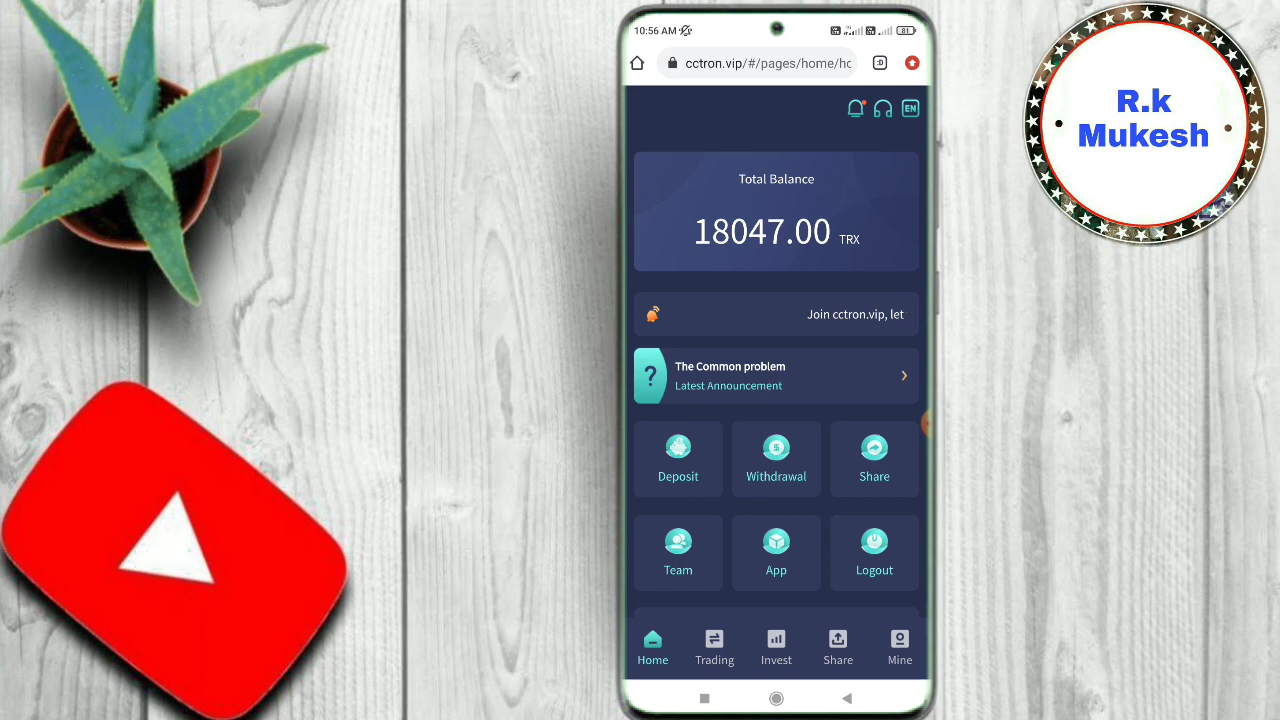 10:56 AM
81
cctron.vip/#/pages/home/hc
:D
EN
Total Balance
18047.00 TRX
Join cctron.vip, let
?
The Common problem
Latest Announcement
Deposit
Withdrawal
Share
Team
App
Logout
Home
Trading
Invest
Share
Mine
R.k
Mukesh